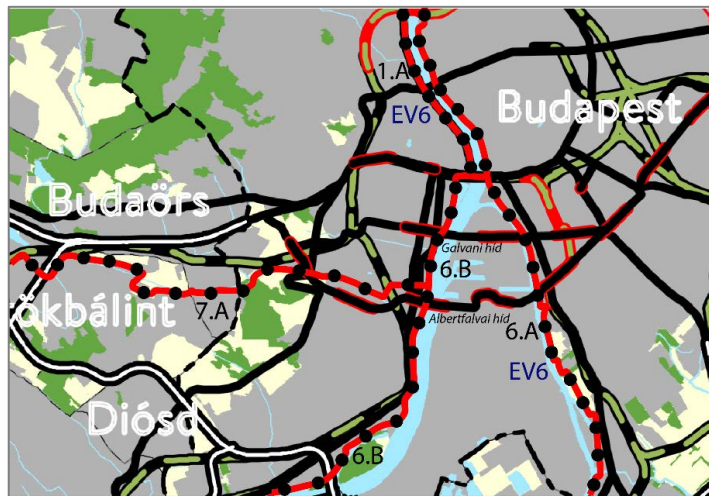 1.A
EV6
Budapest
Budaörs
Galvani híd
6.B
7.A
ökbálint
Albertfalvai híd
6.A
EV6
Diósd
6.B